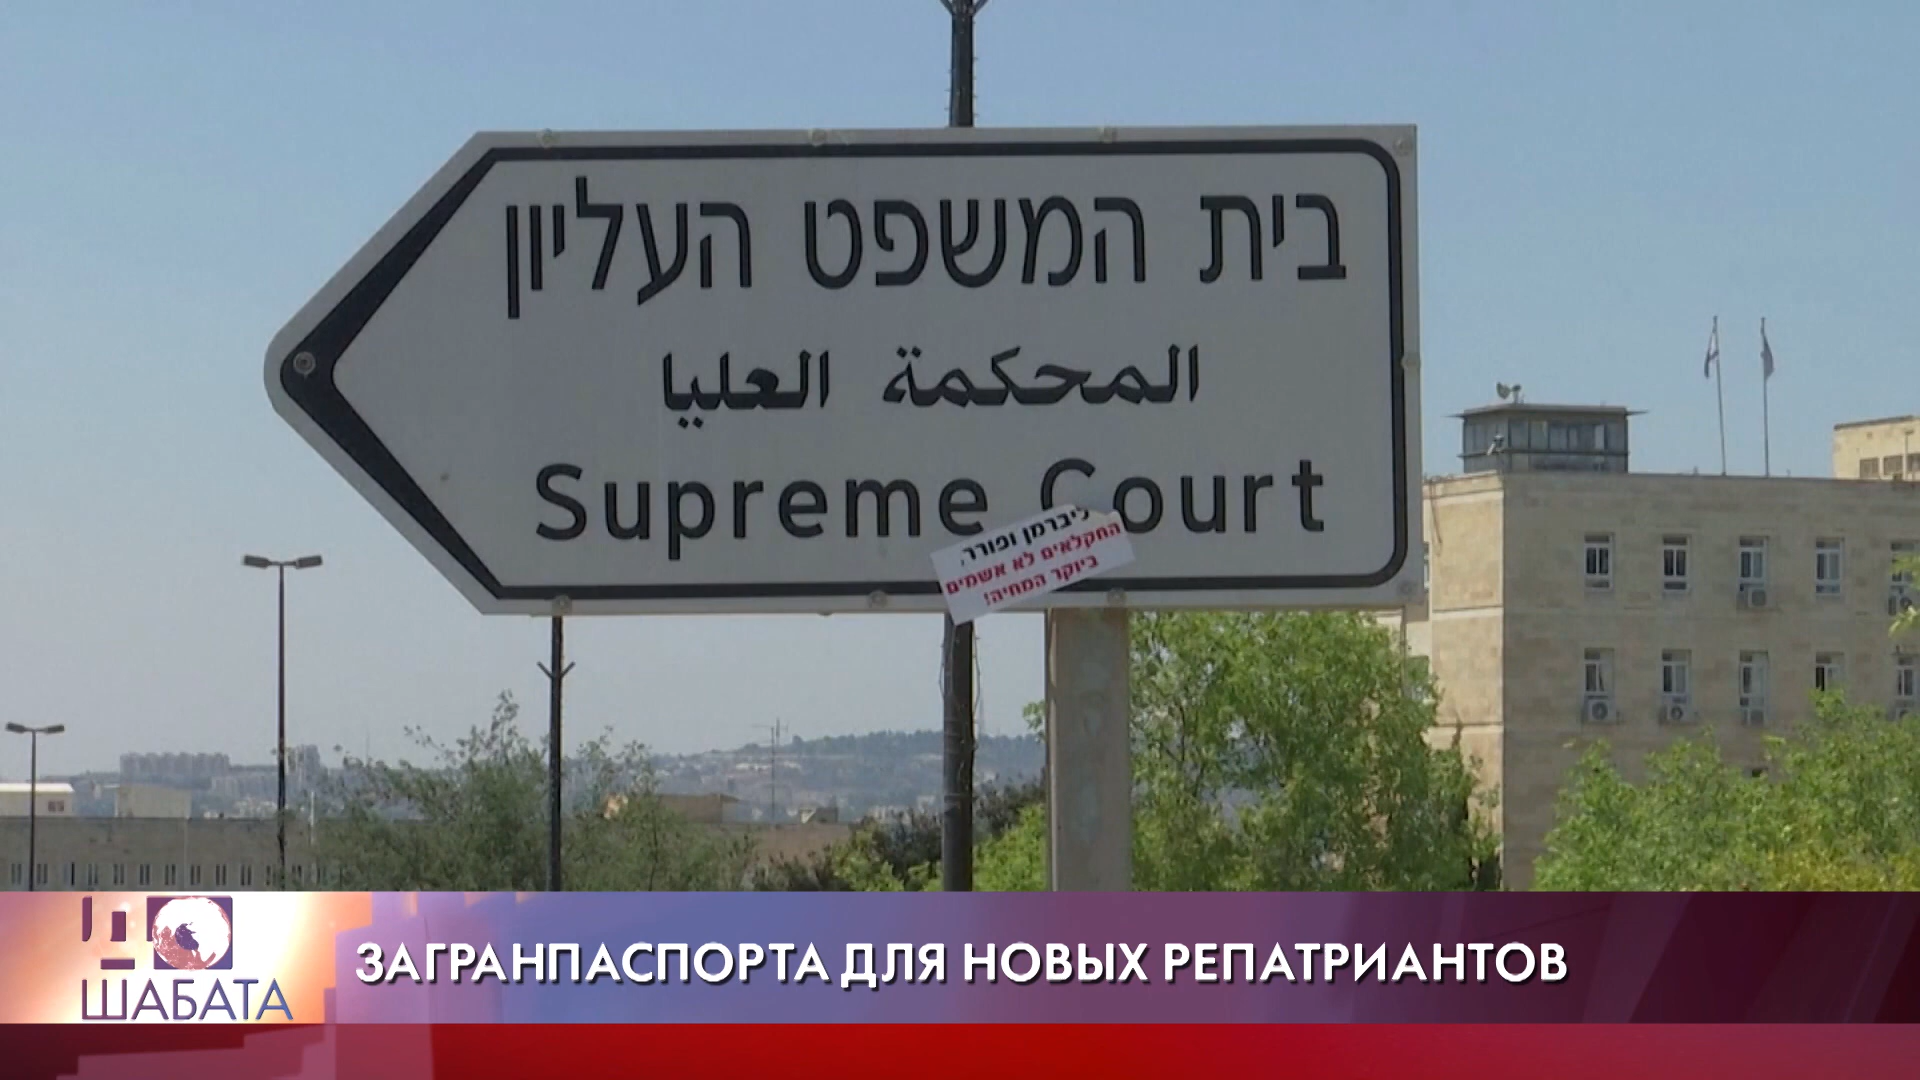 בית המשפט העליון
المحكمة العليا
Supreme Court
ליברמן ופורר,
החקלאים לא אשמים
ביוקר המחיה!
ДО
ШАБАТА
ЗАГРАНПАСПОРТА ДЛЯ НОВЫХ РЕПАТРИАНТОВ